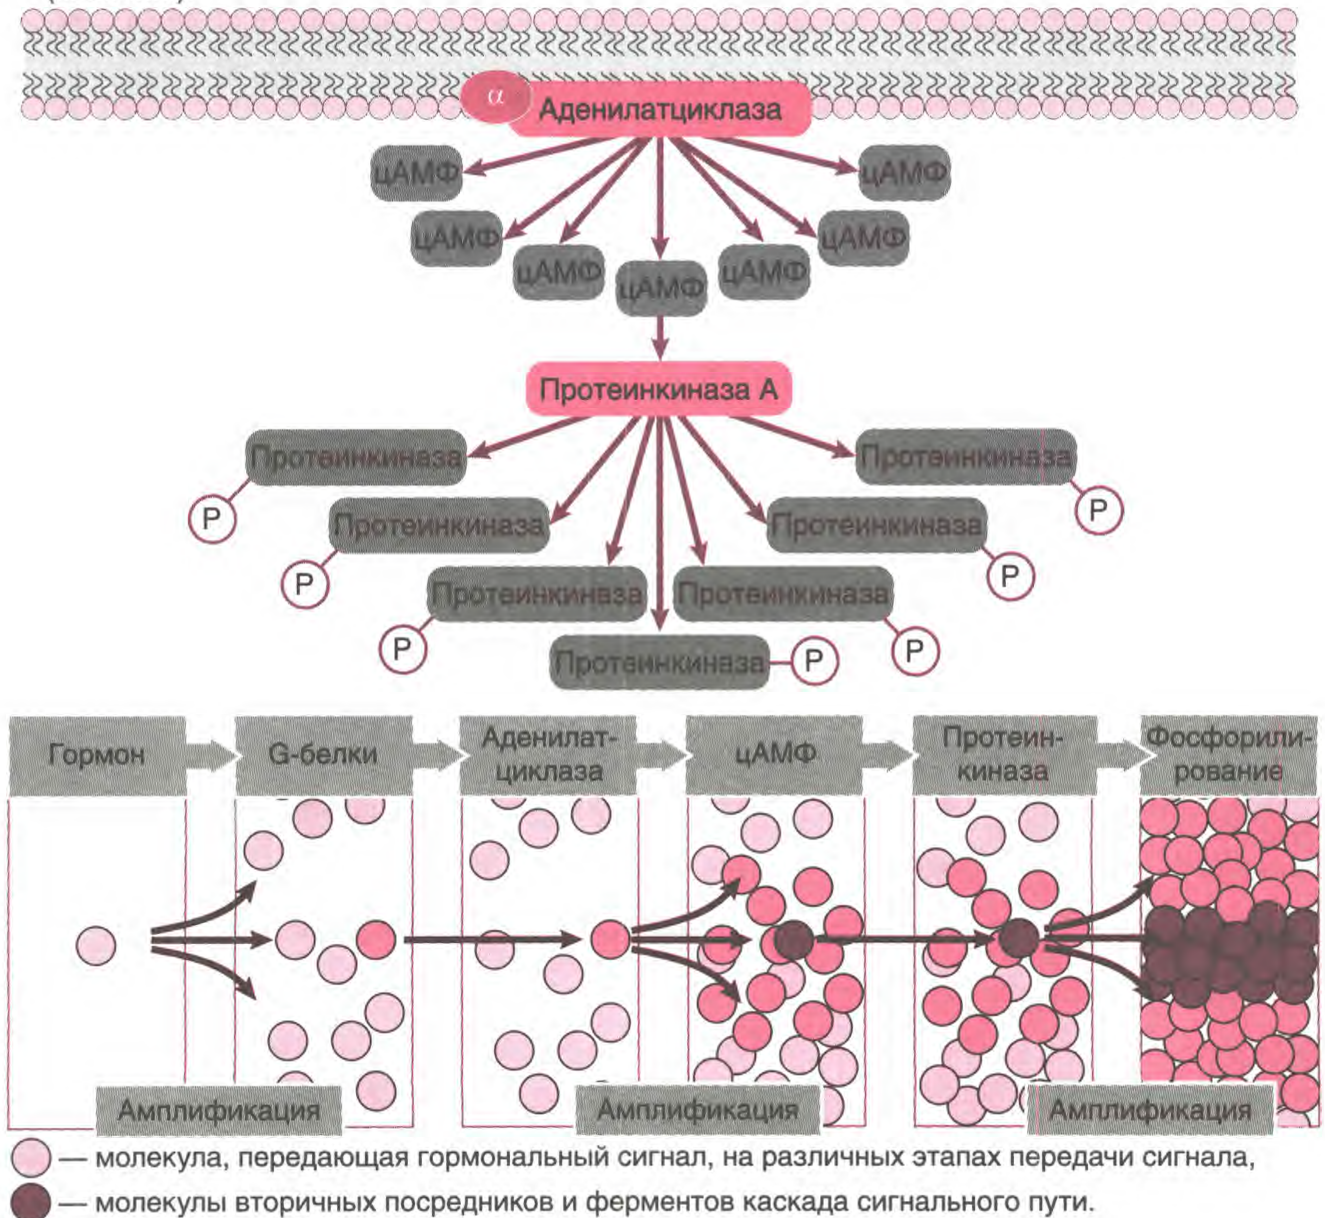 α
Аденилатциклаза
цАМФ
цАМФ
цАМФ
цАМФ
цАМФ
цАМФ
цАМФ
Протеинкиназа А
Протеинкиназа
Протеинкиназа
P
Протеинкиназа
Протеинкиназа
P
P
Протеинкиназа
Протеинкиназа
P
P
P
Протеинкиназа
P
Гормон
G-белки
Аденилат-
циклаза
цАМФ
Протеин-
киназа
Фосфорили-
рование
Амплификация
Амплификация
Амплификация
— молекула, передающая гормональный сигнал, на различных этапах передачи сигнала,
— молекулы вторичных посредников и ферментов каскада сигнального пути.